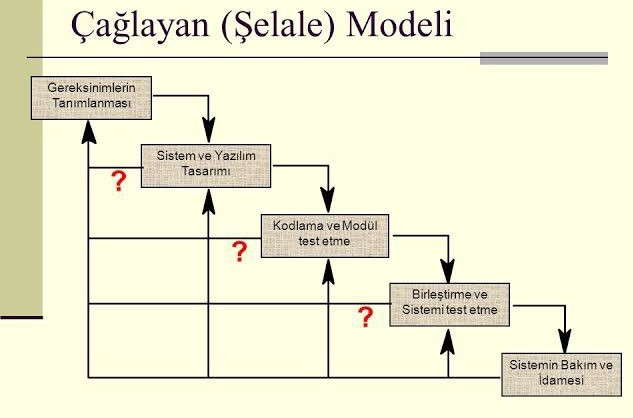 Çağlayan (Şelale) Modeli
Gereksinimlerin
Tanımlanması
Sistem ve Yazılım
Tasarımı
?
Kodlama ve Modül
test etme
?
Birleştirme ve
Sistemi test etme
?
Sistemin Bakım ve
İdamesi